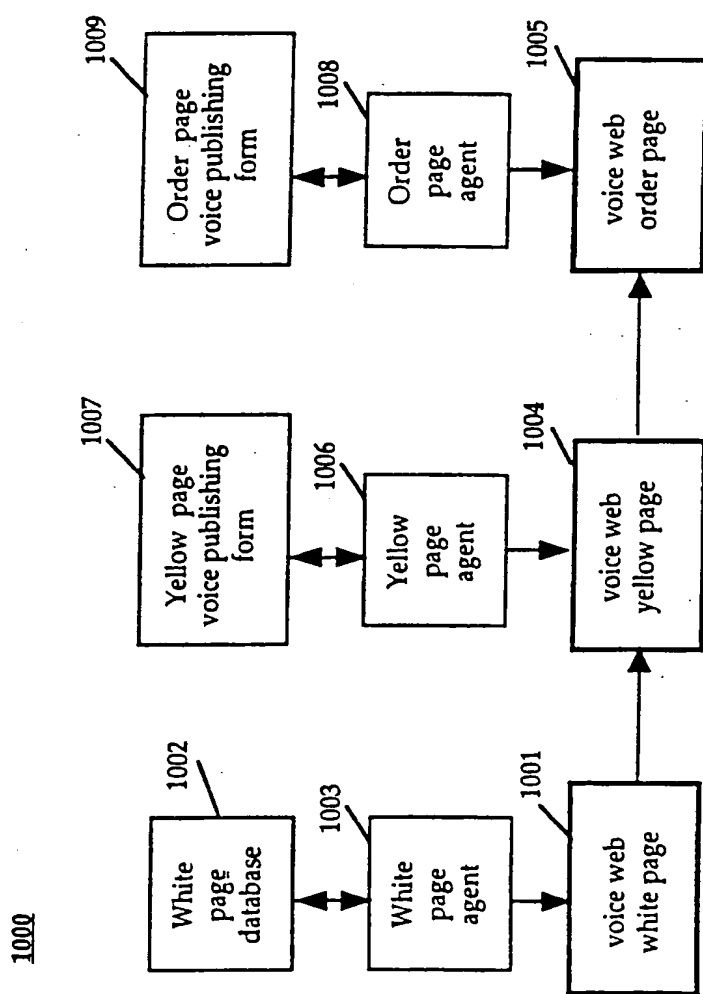 1000
1002
White
page
database
1003
White
page
agent
1001
voice web
white page
1007
Yellow page
voice publishing
form
1006
Yellow
page
agent
1004
voice web
yellow page
1009
Order page
voice publishing
form
1008
Order
page
agent
1005
voice web
order page